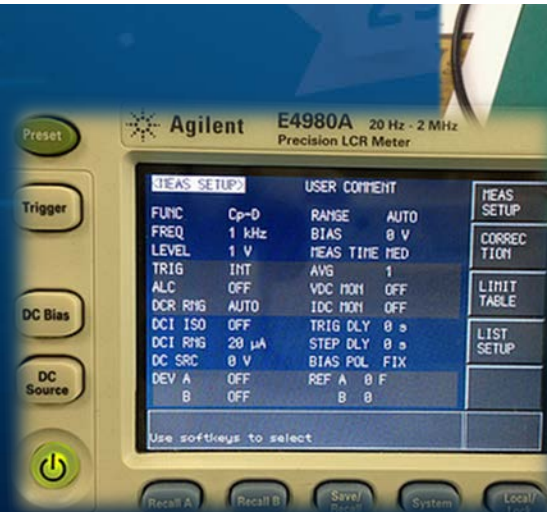 Agilent E4980A 20 Hz - 2 MHz
Precision LCR Meter
Preset
Trigger
DC Bias
DC Source
<MEAS SETUP> USER COMMENT
FUNC Cp-D RANGE AUTO
FREQ 1 kHz BIAS 0 V
LEVEL 1 V MEAS TIME MED
TRIG INT AVG 1
ALC OFF VDC MON OFF
DCR RNG AUTO IDC MON OFF
DCI ISO OFF TRIG DLY 0 s
DCI RNG 20 µA STEP DLY 0 s
DC SRC 0 V BIAS POL FIX
DEV A OFF REF A 0 F
B OFF B 0
Use softkeys to select
MEAS
SETUP
CORREC
TION
LIMIT
TABLE
LIST
SETUP
Recall A
Recall B
Save/
Recall
System
Local/
Lock